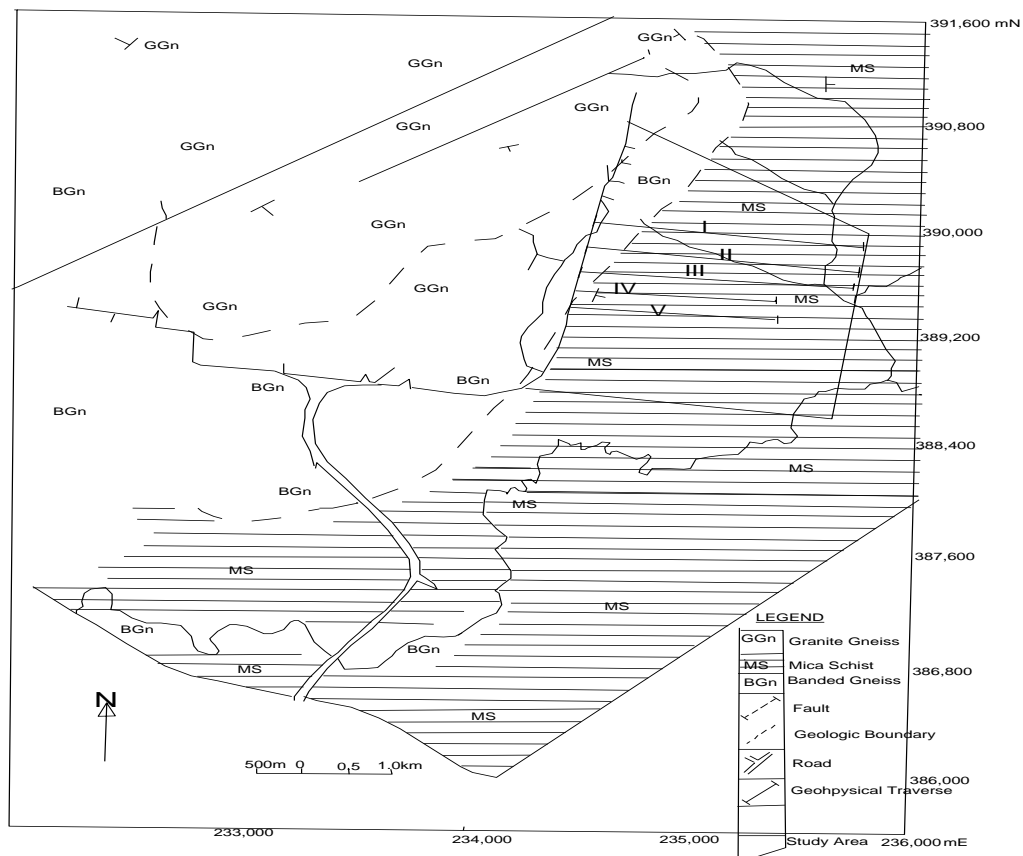 391,600 mN
GGn
GGn
GGn
MS
GGn
GGn
390,800
GGn
BGn
BGn
MS
GGn
I
390,000
II
III
GGn
IV
MS
GGn
V
389,200
MS
BGn
BGn
BGn
388,400
MS
BGn
MS
387,600
MS
MS
LEGEND
BGn
GGn Granite Gneiss
BGn
MS
MS Mica Schist
386,800
BGn Banded Gneiss
N
MS
Fault
Geologic Boundary
500m 0 0,5 1.0km
Road
386,000
Geohpysical Traverse
233,000
234,000
235,000
Study Area
236,000mE